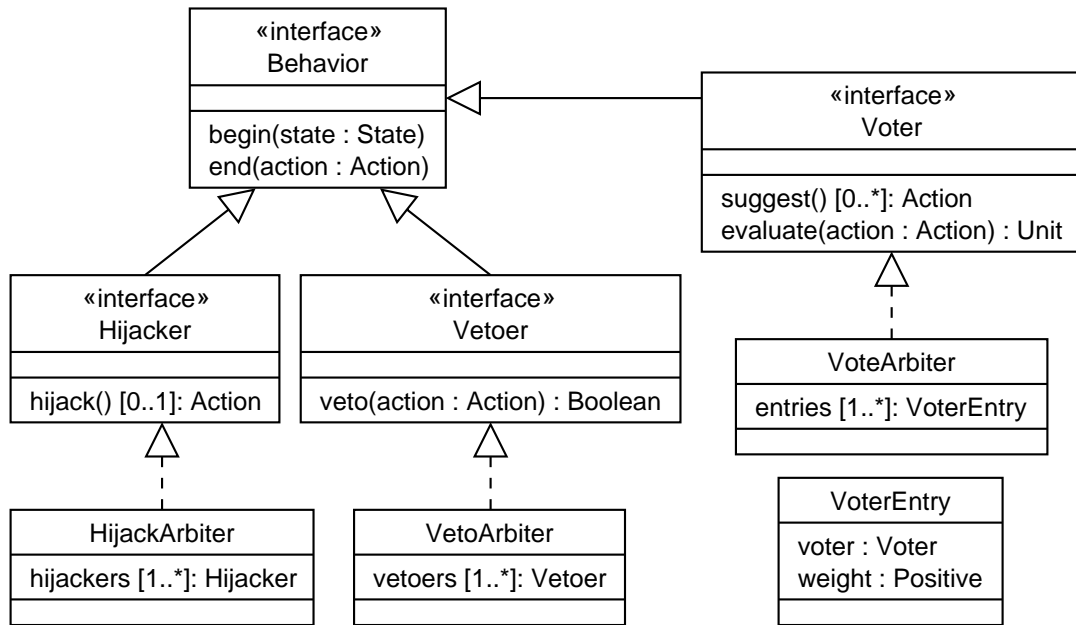 «interface»
Behavior
begin(state : State)
end(action : Action)
«interface»
Voter
suggest() [0..*]: Action
evaluate(action : Action) : Unit
«interface»
Hijacker
hijack() [0..1]: Action
«interface»
Vetoer
veto(action : Action) : Boolean
VoteArbiter
entries [1..*]: VoterEntry
HijackArbiter
hijackers [1..*]: Hijacker
VetoArbiter
vetoers [1..*]: Vetoer
VoterEntry
voter : Voter
weight : Positive